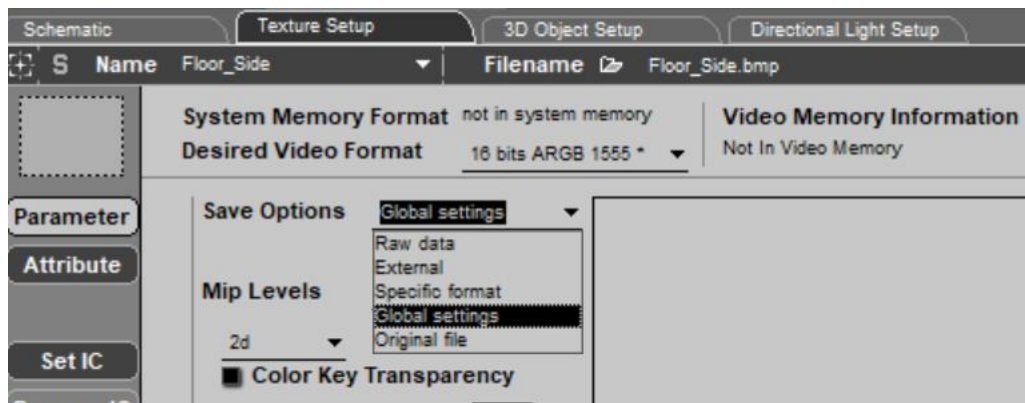 Schematic Texture Setup 3D Object Setup Directional Light Setup
S Name Floor_Side Filename Floor_Side.bmp
System Memory Format not in system memory Video Memory Information
Desired Video Format 16 bits ARGB 1555 * Not In Video Memory
Parameter Save Options Global settings
Raw data
Attribute External
Mip Levels Specific format
Global settings
2d Original file
Set IC
Color Key Transparency